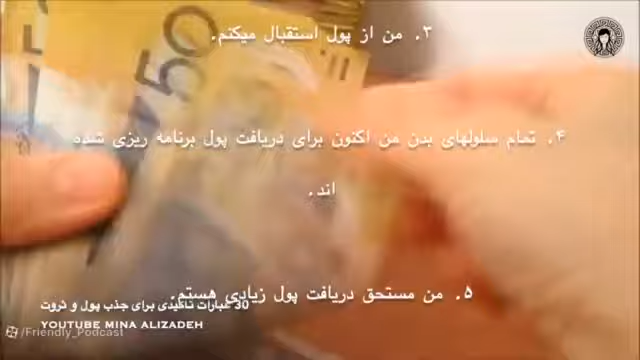 ۳. من از پول استقبال میکنم.
50
۴. تمام سلولهای بدن من اکنون برای دریافت پول برنامه ریزی شده
اند.
۵. من مستحق دریافت پول زیادی هستم.
30 عبارات تاکیدی برای جذب پول و ثروت
YOUTUBE MINA ALIZADEH
/Friendly_Podcast